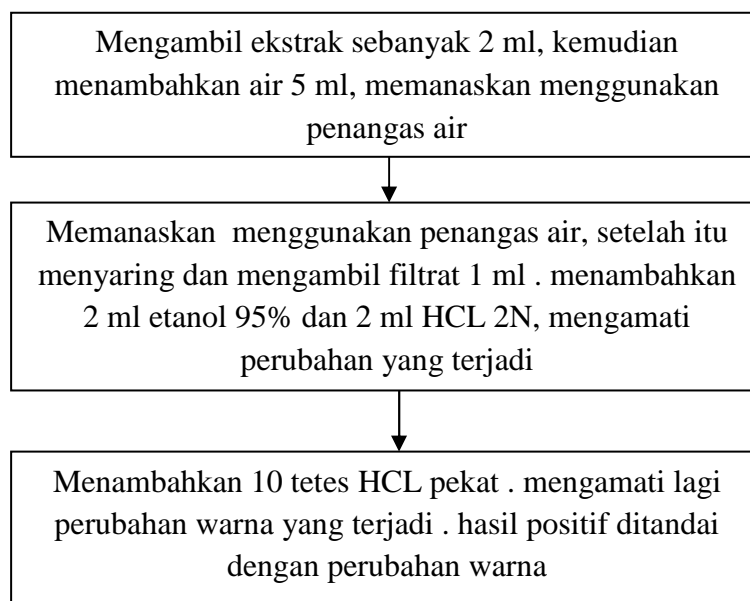 Mengambil ekstrak sebanyak 2 ml, kemudian
menambahkan air 5 ml, memanaskan menggunakan
penangas air
Memanaskan menggunakan penangas air, setelah itu
menyaring dan mengambil filtrat 1 ml . menambahkan
2 ml etanol 95% dan 2 ml HCL 2N, mengamati
perubahan yang terjadi
Menambahkan 10 tetes HCL pekat . mengamati lagi
perubahan warna yang terjadi . hasil positif ditandai
dengan perubahan warna